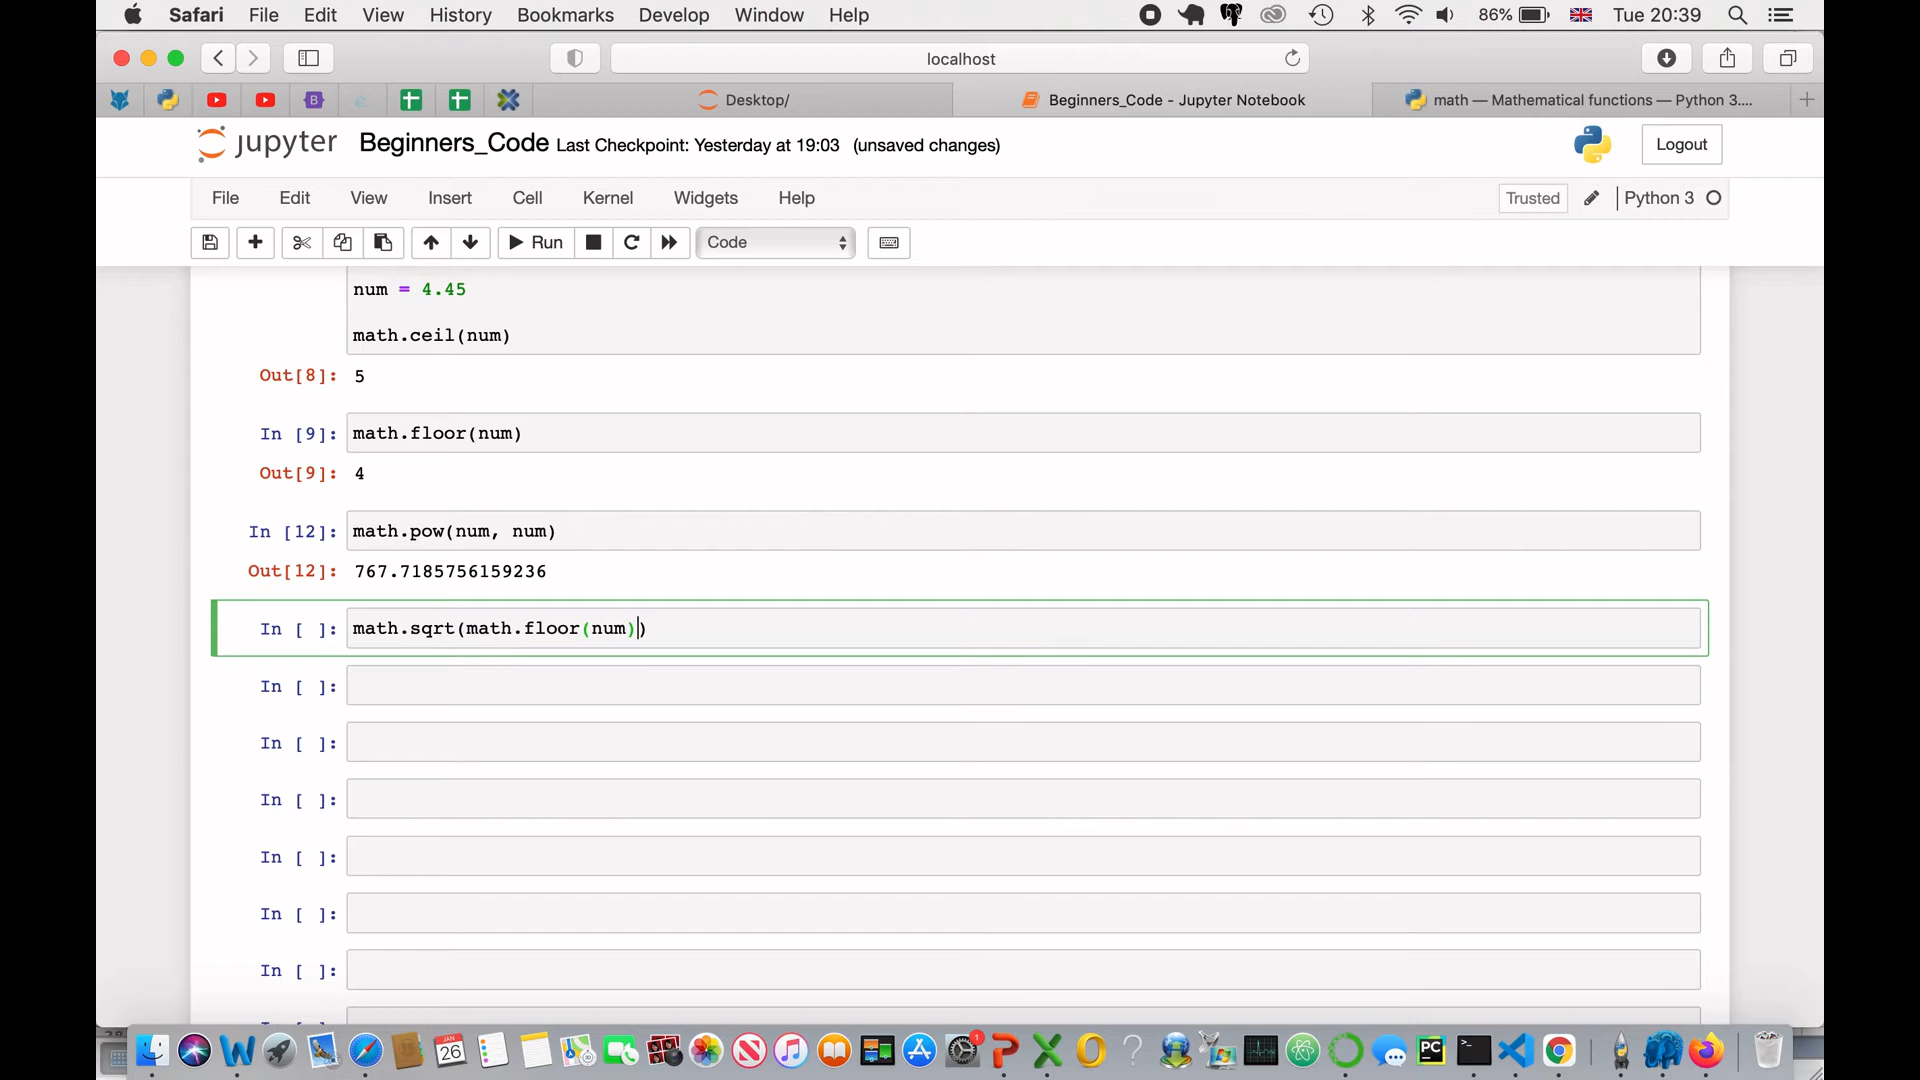 Safari File Edit View History Bookmarks Develop Window Help 86% Tue 20:39
localhost
B Desktop/ Beginners_Code - Jupyter Notebook math — Mathematical functions — Python 3....
jupyter Beginners_Code Last Checkpoint: Yesterday at 19:03 (unsaved changes) Logout
File Edit View Insert Cell Kernel Widgets Help Trusted Python 3
Run Code
num = 4.45
math.ceil(num)
Out[8]: 5
In [9]: math.floor(num)
Out[9]: 4
In [12]: math.pow(num, num)
Out[12]: 767.7185756159236
In [ ]: math.sqrt(math.floor(num))
In [ ]:
In [ ]:
In [ ]:
In [ ]:
In [ ]:
In [ ]:
JAN
26
1
PC